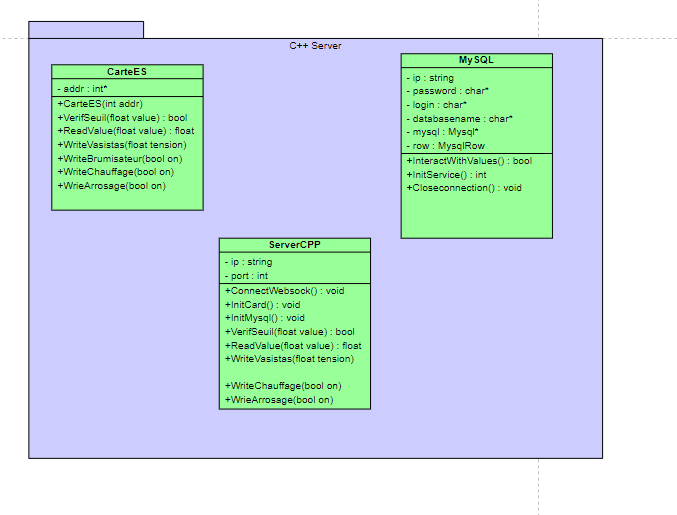 C++ Server
CarteES
- addr : int*
+CarteES(int addr)
+VerifSeuil(float value) : bool
+ReadValue(float value) : float
+WriteVasistas(float tension)
+WriteBrumisateur(bool on)
+WriteChauffage(bool on)
+WrieArrosage(bool on)
MySQL
- ip : string
- password : char*
- login : char*
- databasename : char*
- mysql : Mysql*
- row : MysqlRow
+InteractWithValues() : bool
+InitService() : int
+Closeconnection() : void
ServerCPP
- ip : string
- port : int
+ConnectWebsock() : void
+InitCard() : void
+InitMysql() : void
+VerifSeuil(float value) : bool
+ReadValue(float value) : float
+WriteVasistas(float tension)
+WriteChauffage(bool on)
+WrieArrosage(bool on)